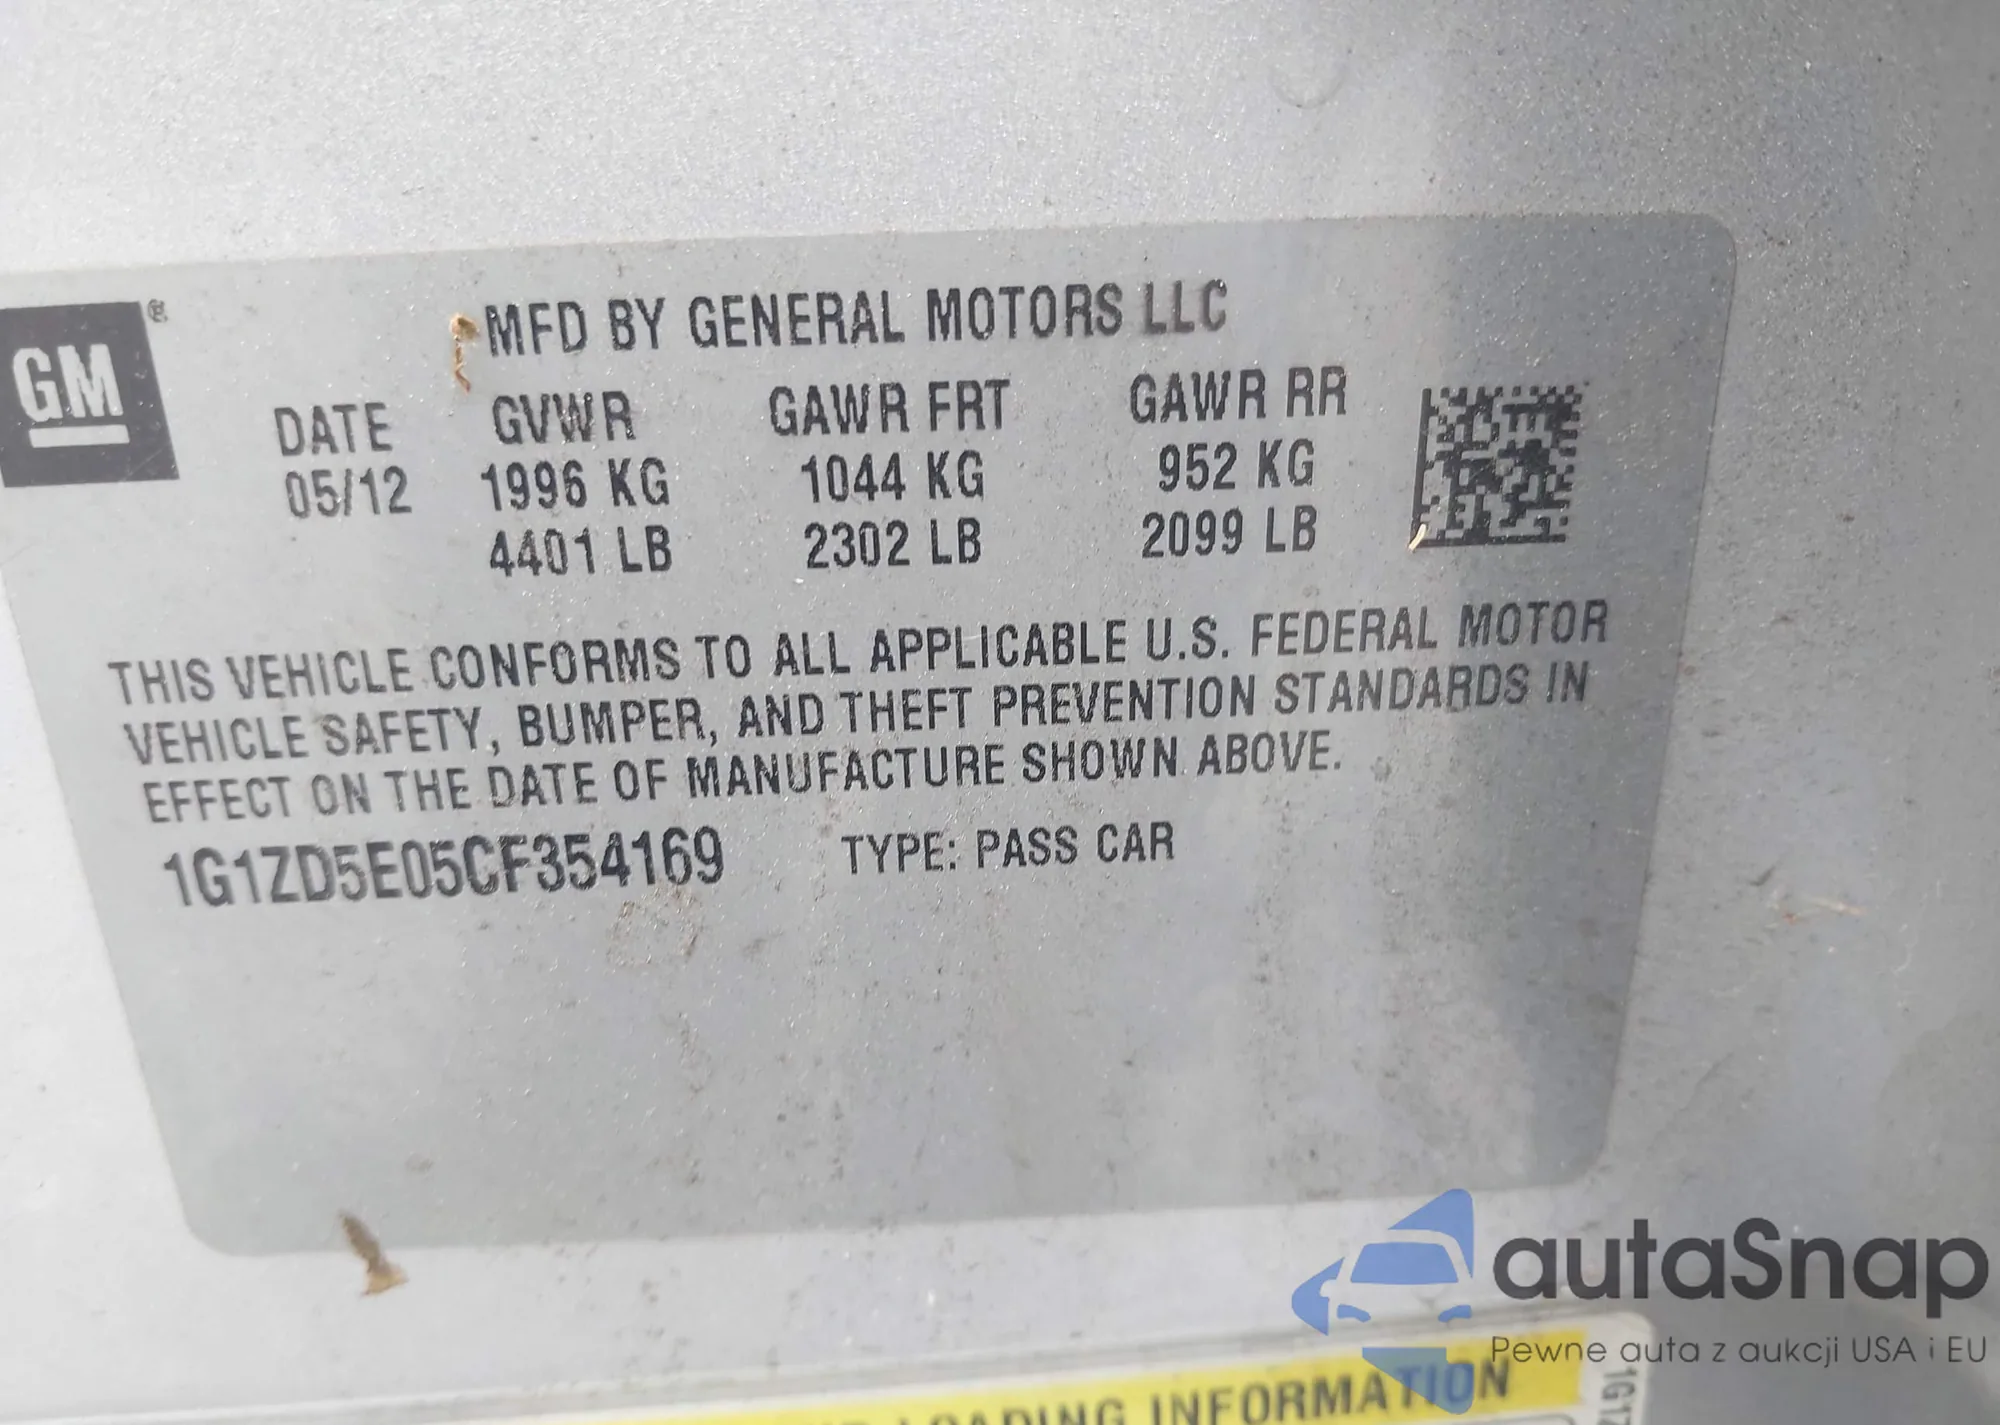 GM
®
MFD BY GENERAL MOTORS LLC
DATE GVWR GAWR FRT GAWR RR
05/12 1996 KG 1044 KG 952 KG
4401 LB 2302 LB 2099 LB
THIS VEHICLE CONFORMS TO ALL APPLICABLE U.S. FEDERAL MOTOR
VEHICLE SAFETY, BUMPER, AND THEFT PREVENTION STANDARDS IN
EFFECT ON THE DATE OF MANUFACTURE SHOWN ABOVE.
1G1ZD5E05CF354169 TYPE: PASS CAR
autaSnap
Pewne auta z aukcji USA i EU
LOADING INFORMATION